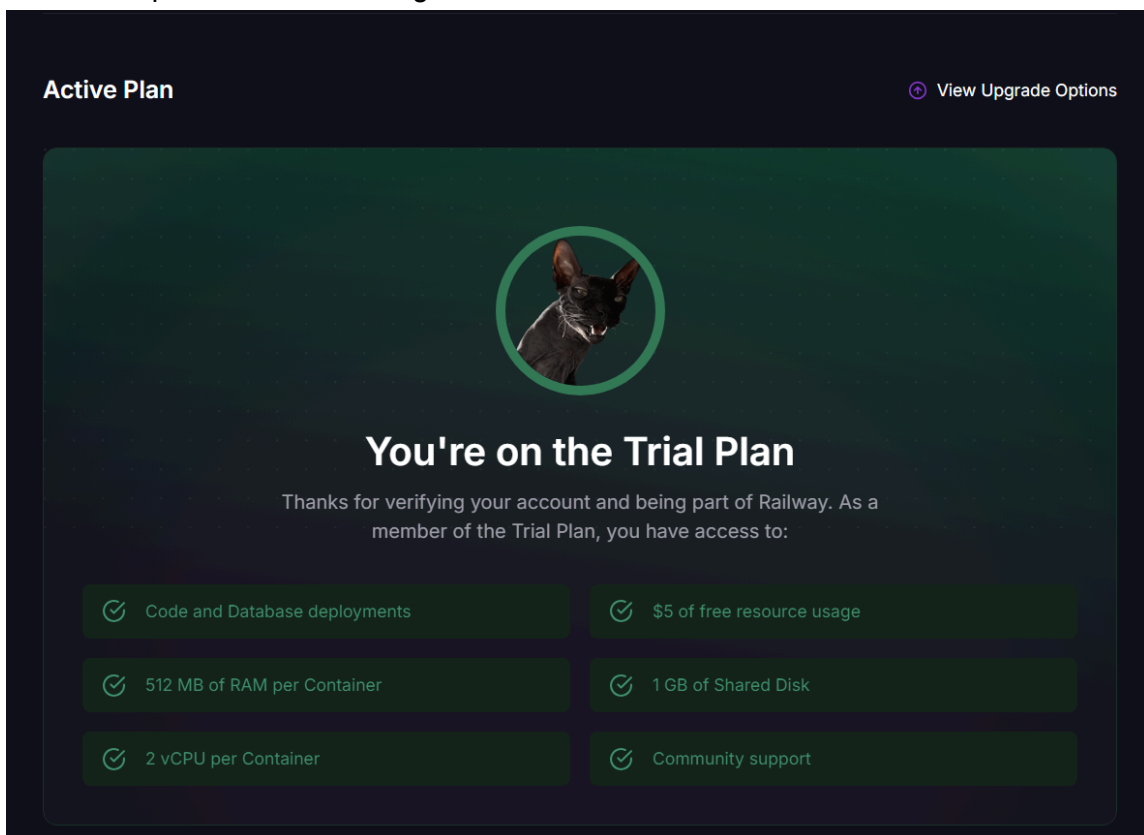 Active Plan
View Upgrade Options
You're on the Trial Plan
Thanks for verifying your account and being part of Railway. As a
member of the Trial Plan, you have access to:
Code and Database deployments
$5 of free resource usage
512 MB of RAM per Container
1 GB of Shared Disk
2 vCPU per Container
Community support